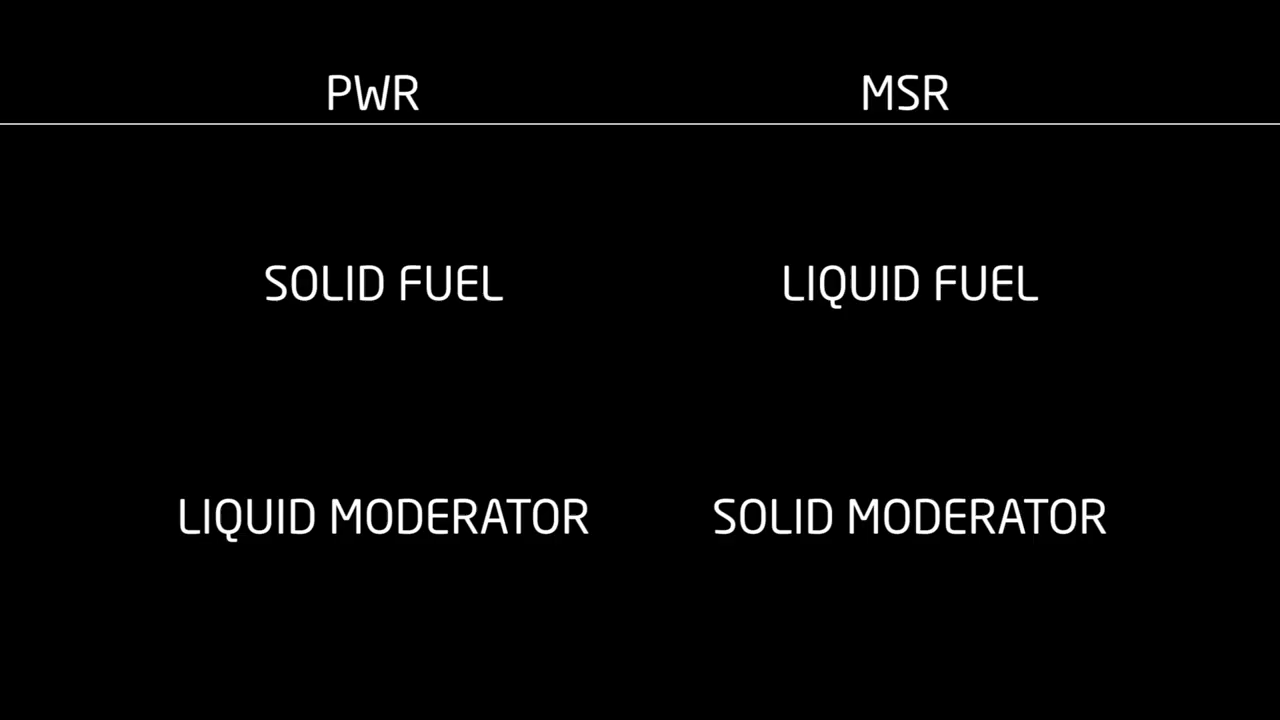 PWR MSR
SOLID FUEL LIQUID FUEL
LIQUID MODERATOR SOLID MODERATOR